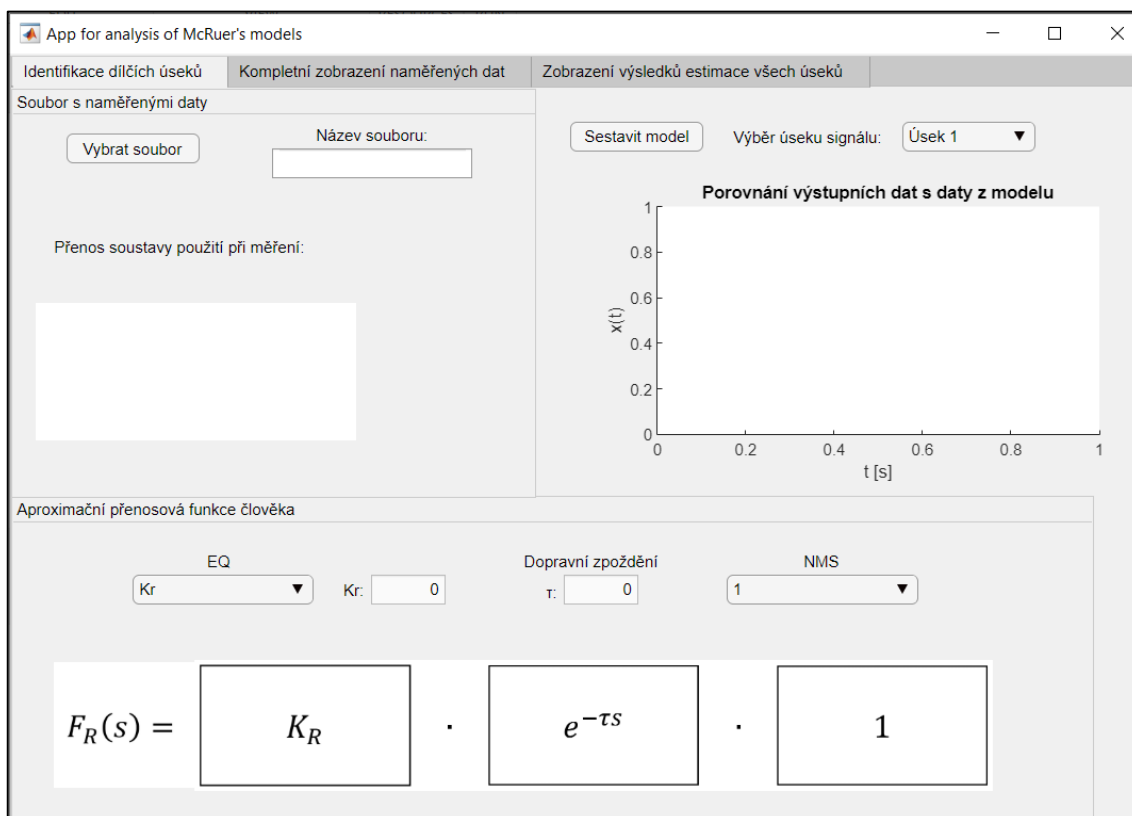 App for analysis of McRuer's models
Identifikace dílčích úseků
Kompletní zobrazení naměřených dat
Zobrazení výsledků estimace všech úseků
Soubor s naměřenými daty
Vybrat soubor
Název souboru:
Přenos soustavy použití při měření:
Sestavit model
Výběr úseku signálu:
Úsek 1
Porovnání výstupních dat s daty z modelu
1
0.8
0.6
0.4
0.2
0
x(t)
0 0.2 0.4 0.6 0.8 1
t [s]
Aproximační přenosová funkce člověka
EQ
Kr
Kr: 0
Dopravní zpoždění
τ: 0
NMS
1
F_R(s) = K_R · e^{-τs} · 1